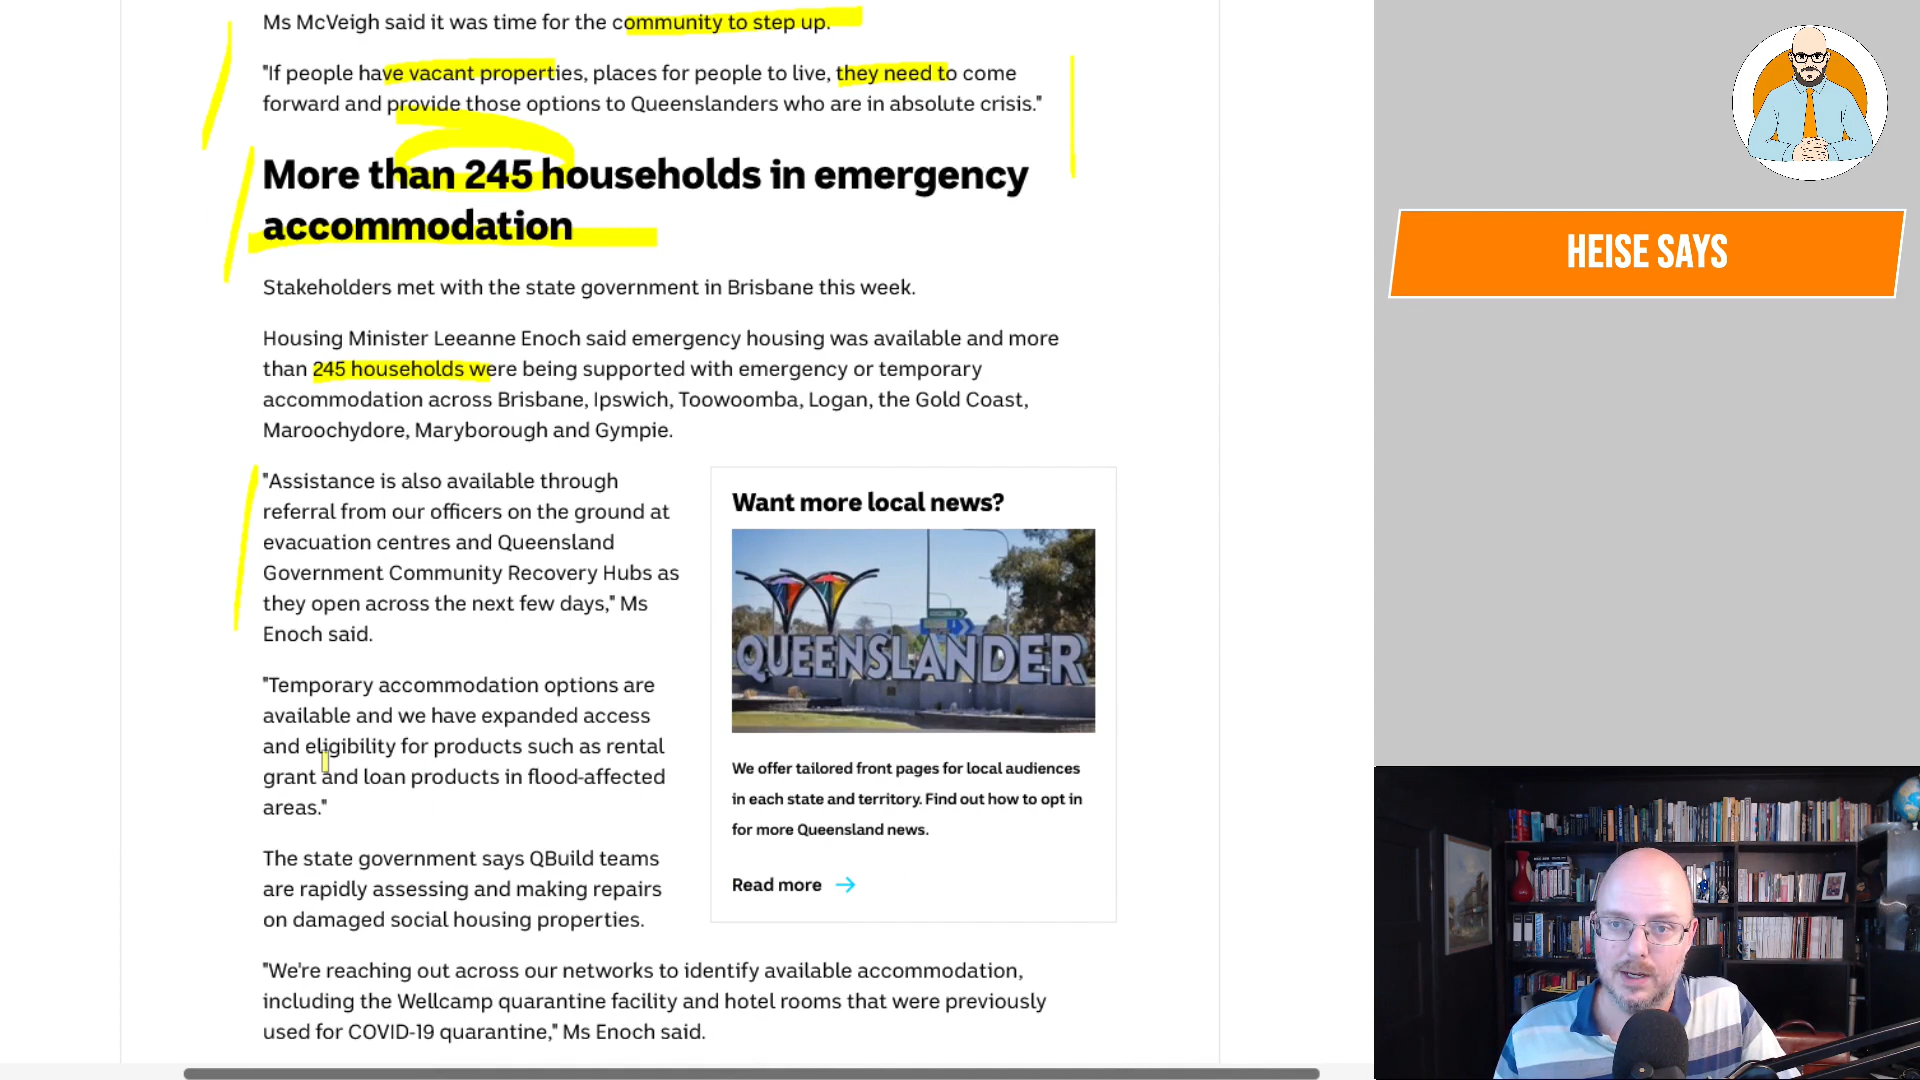 Ms McVeigh said it was time for the community to step up.
"If people have vacant properties, places for people to live, they need to come
forward and provide those options to Queenslanders who are in absolute crisis."
More than 245 households in emergency
accommodation
Stakeholders met with the state government in Brisbane this week.
Housing Minister Leeanne Enoch said emergency housing was available and more
than 245 households were being supported with emergency or temporary
accommodation across Brisbane, Ipswich, Toowoomba, Logan, the Gold Coast,
Maroochydore, Maryborough and Gympie.
"Assistance is also available through
referral from our officers on the ground at
evacuation centres and Queensland
Government Community Recovery Hubs as
they open across the next few days," Ms
Enoch said.
"Temporary accommodation options are
available and we have expanded access
and eligibility for products such as rental
grant and loan products in flood-affected
areas."
The state government says QBuild teams
are rapidly assessing and making repairs
on damaged social housing properties.
"We're reaching out across our networks to identify available accommodation,
including the Wellcamp quarantine facility and hotel rooms that were previously
used for COVID-19 quarantine," Ms Enoch said.
Want more local news?
QUEENSLANDER
We offer tailored front pages for local audiences
in each state and territory. Find out how to opt in
for more Queensland news.
Read more
HEISE SAYS